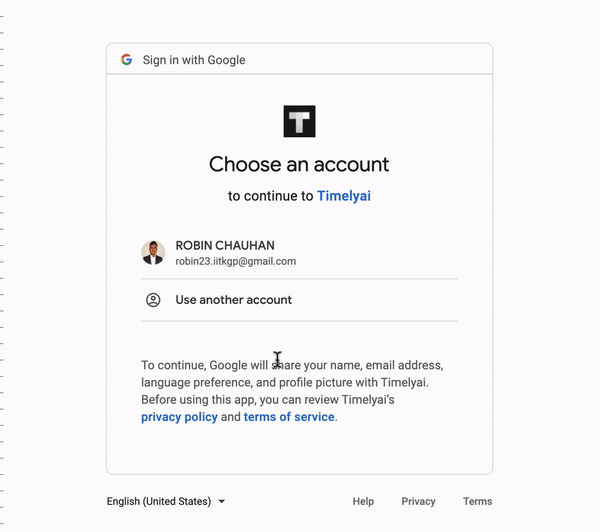 Sign in with Google
T
Choose an account
to continue to Timelyai
ROBIN CHAUHAN
robin23.iitkgp@gmail.com
Use another account
To continue, Google will share your name, email address,
language preference, and profile picture with Timelyai.
Before using this app, you can review Timelyai's
privacy policy and terms of service.
English (United States)
Help
Privacy
Terms